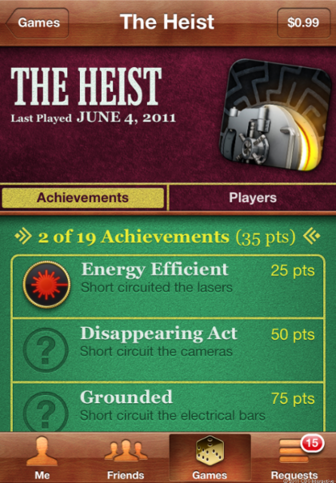 Games
The Heist
$0.99
THE HEIST
Last Played JUNE 4, 2011
Achievements
Players
2 of 19 Achievements (35 pts)
Energy Efficient
25 pts
Short circuited the lasers
?
Disappearing Act
50 pts
Short circuit the cameras
?
Grounded
75 pts
Short circuit the electrical bars
15
Me
Friends
Games
Requests